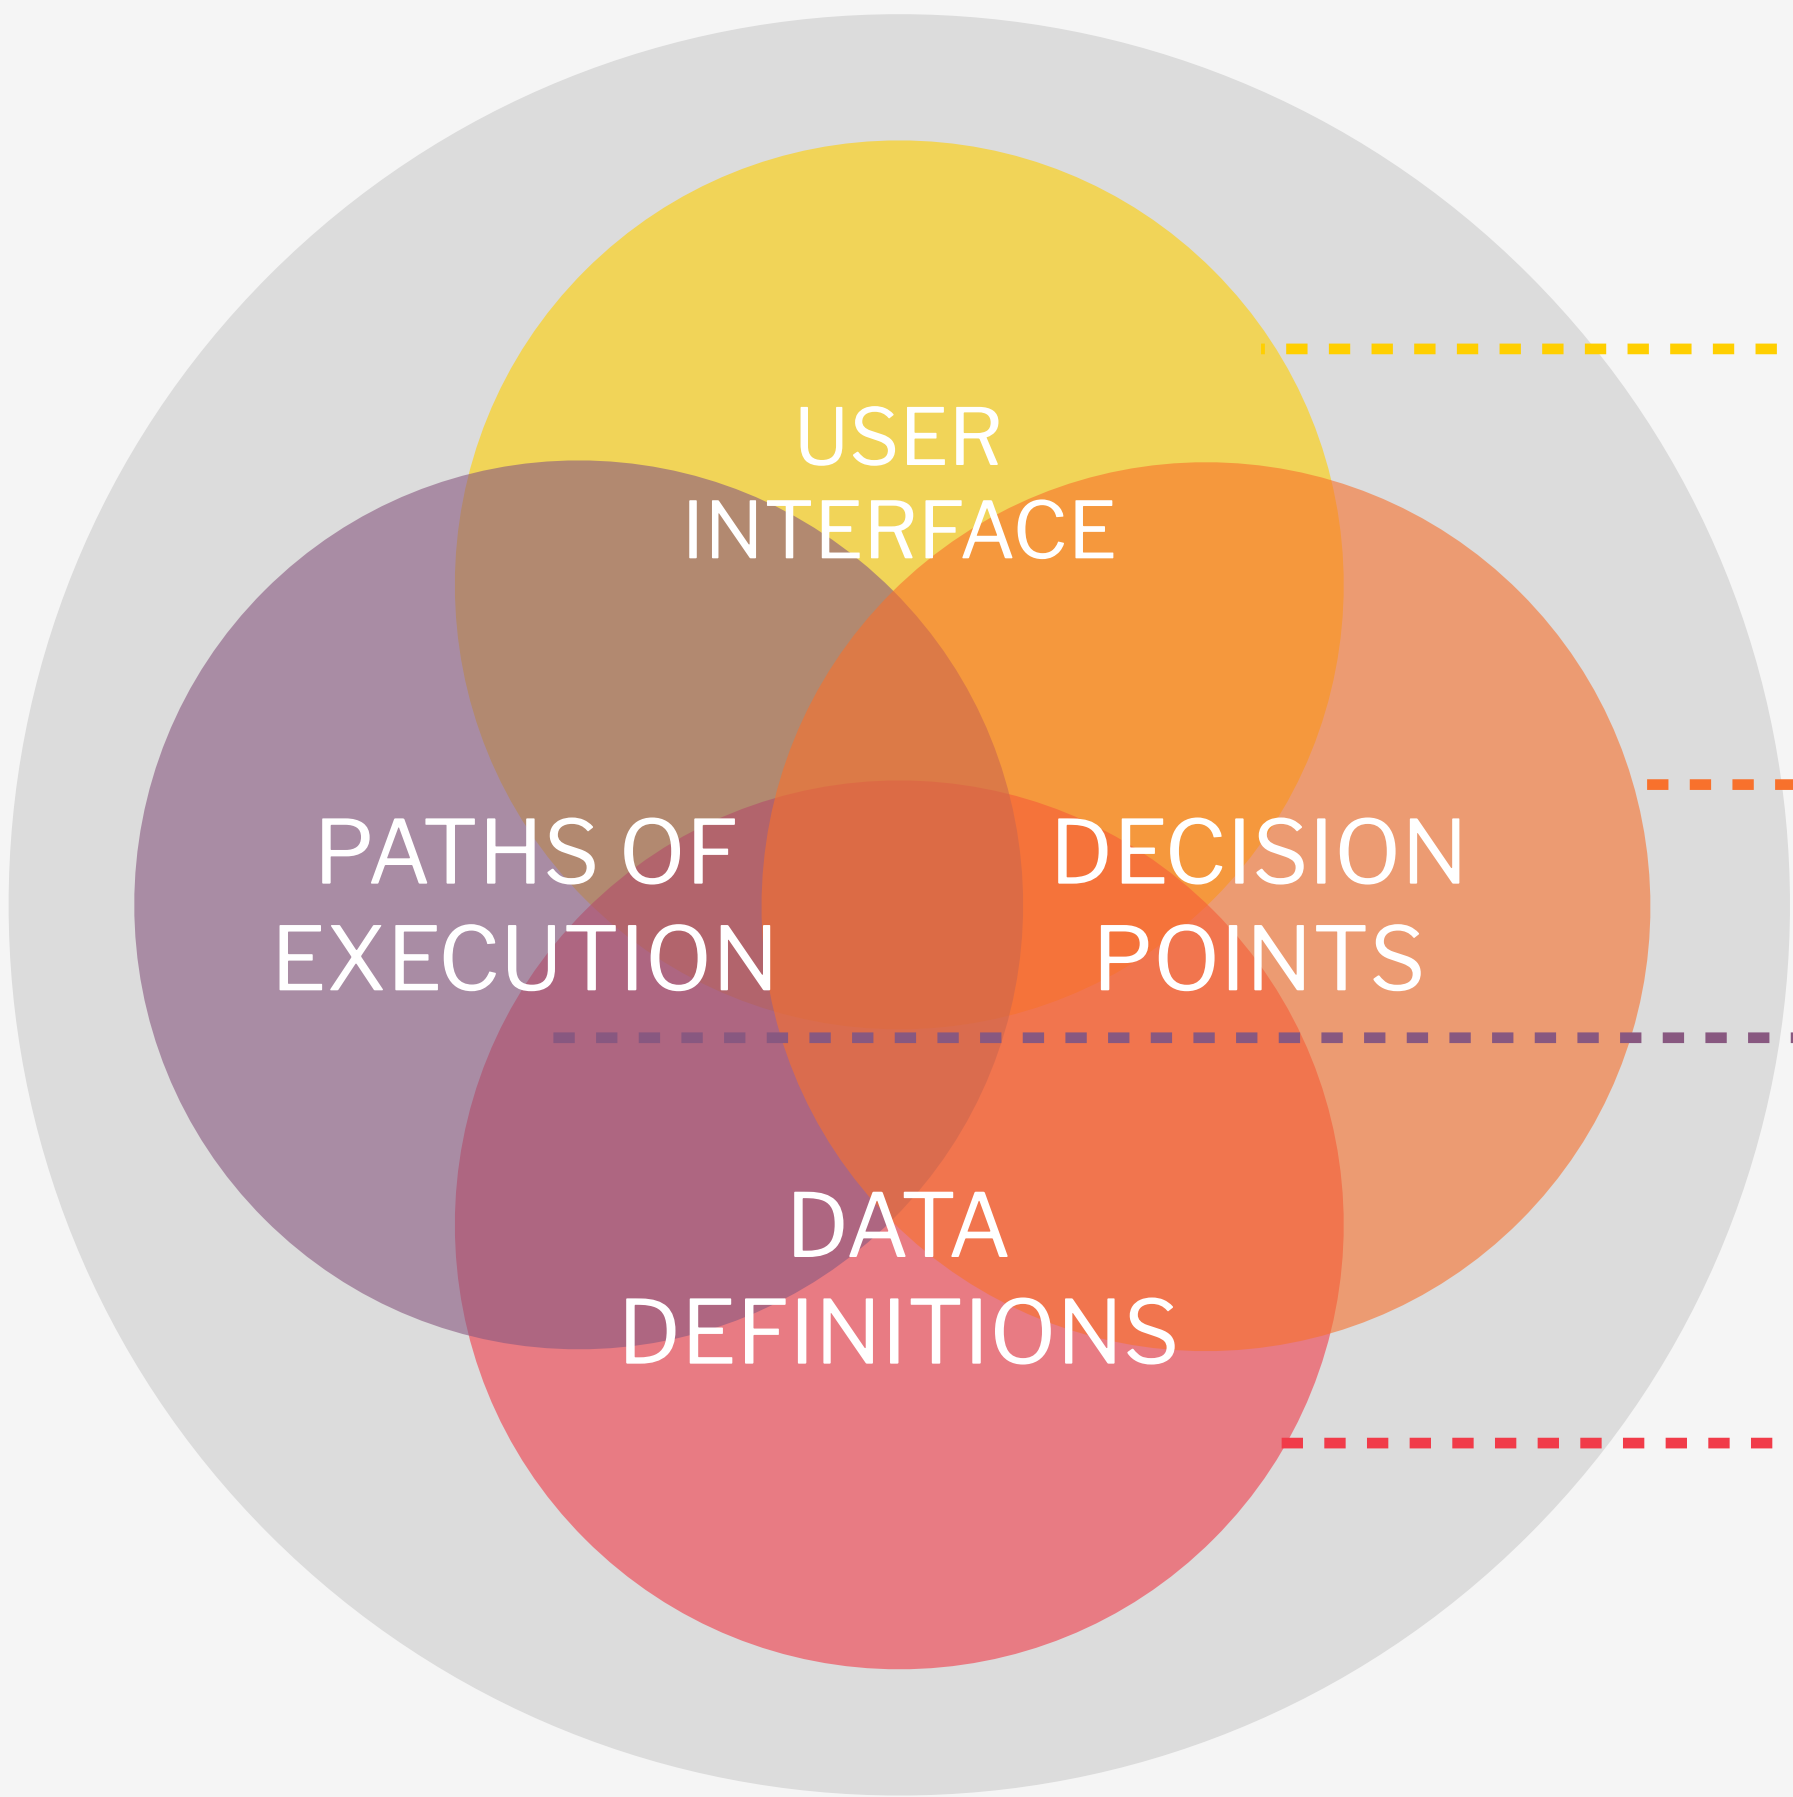 USER
INTERFACE
PATHS OF
EXECUTION
DECISION
POINTS
DATA
DEFINITIONS